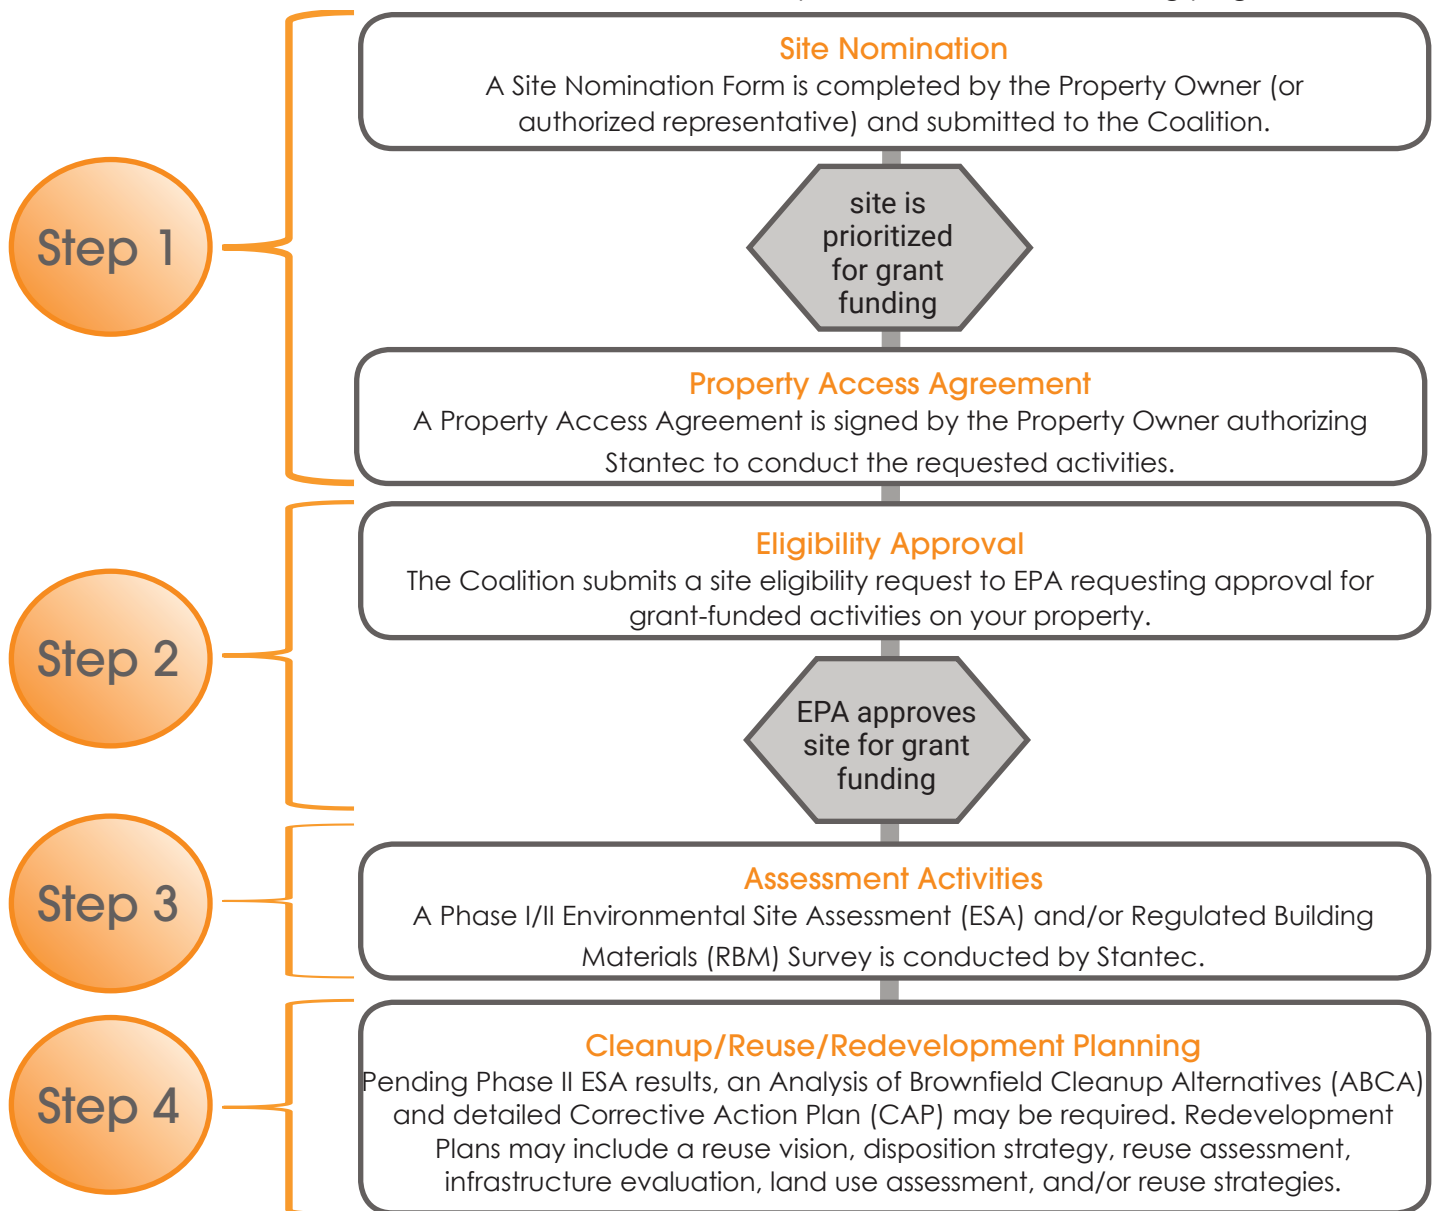 Site Nomination
A Site Nomination Form is completed by the Property Owner (or
authorized representative) and submitted to the Coalition.
Step 1
site is
prioritized
for grant
funding
Property Access Agreement
A Property Access Agreement is signed by the Property Owner authorizing
Stantec to conduct the requested activities.
Eligibility Approval
The Coalition submits a site eligibility request to EPA requesting approval for
grant-funded activities on your property.
Step 2
EPA approves
site for grant
funding
Assessment Activities
Step 3
A Phase I/II Environmental Site Assessment (ESA) and/or Regulated Building
Materials (RBM) Survey is conducted by Stantec.
Cleanup/Reuse/Redevelopment Planning
Pending Phase II ESA results, an Analysis of Brownfield Cleanup Alternatives (ABCA)
Step 4
and detailed Corrective Action Plan (CAP) may be required. Redevelopment
Plans may include a reuse vision, disposition strategy, reuse assessment,
infrastructure evaluation, land use assessment, and/or reuse strategies.